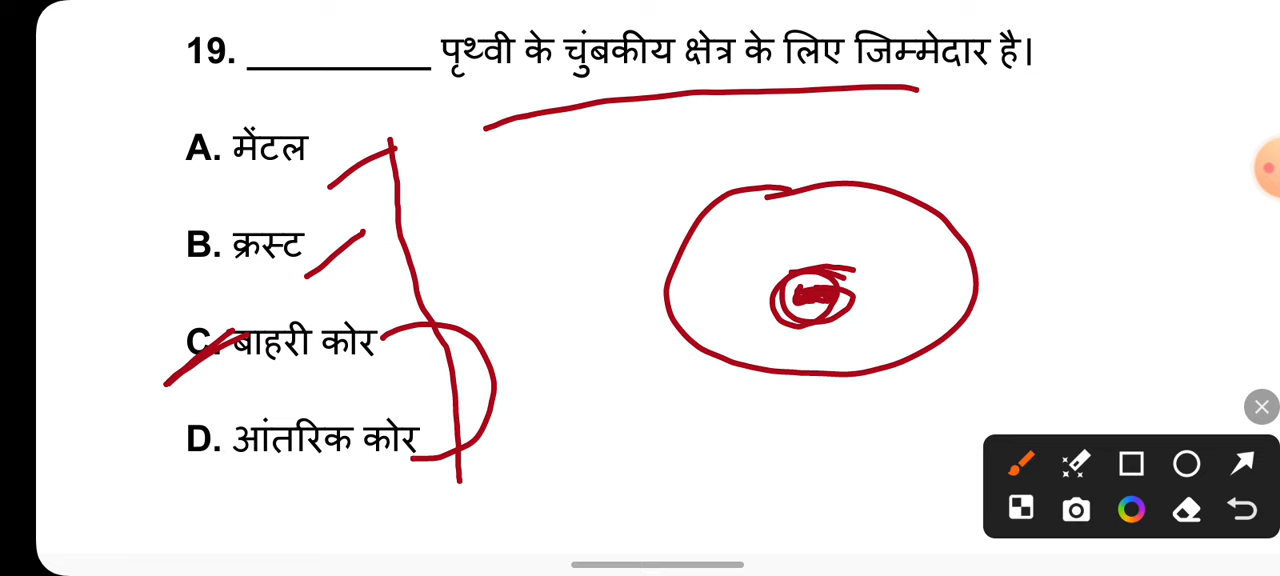 19. __________ पृथ्वी के चुंबकीय क्षेत्र के लिए जिम्मेदार है।
A. मेंटल
B. क्रस्ट
C. बाहरी कोर
D. आंतरिक कोर